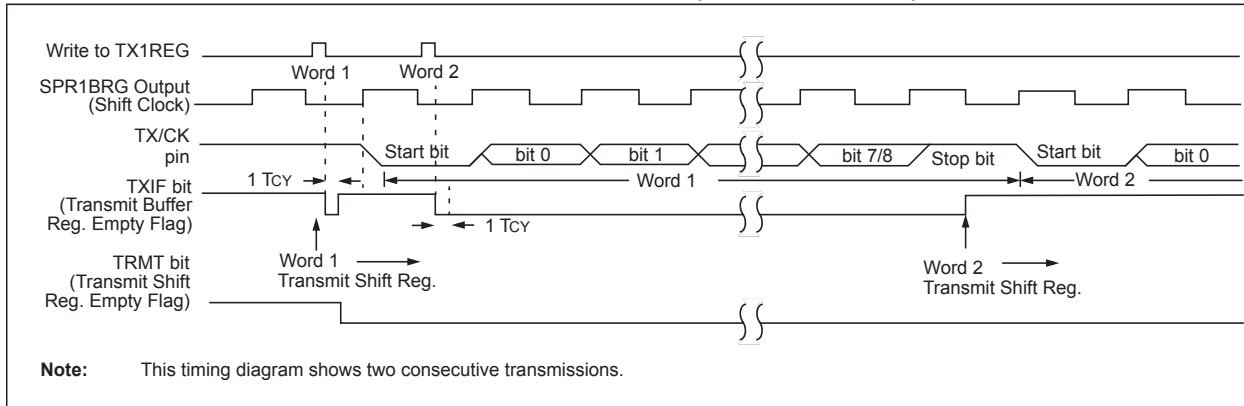 Write to TX1REG
Word 1
Word 2
SPR1BRG Output
(Shift Clock)
TX/CK
pin
Start bit
bit 0
bit 1
bit 7/8
Stop bit
Start bit
bit 0
1 TCY
Word 1
Word 2
TXIF bit
(Transmit Buffer
Reg. Empty Flag)
1 TCY
Word 1
Transmit Shift Reg.
Word 2
Transmit Shift Reg.
TRMT bit
(Transmit Shift
Reg. Empty Flag)
Note: This timing diagram shows two consecutive transmissions.